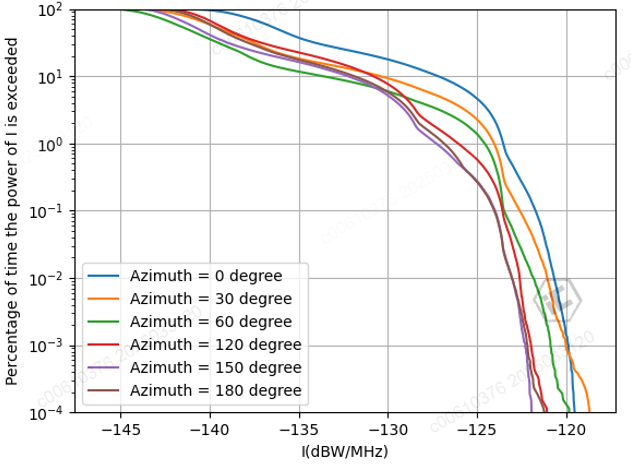 Percentage of time the power of I is exceeded
10²
10¹
10⁰
10⁻¹
10⁻²
10⁻³
10⁻⁴
Azimuth = 0 degree
Azimuth = 30 degree
Azimuth = 60 degree
Azimuth = 120 degree
Azimuth = 150 degree
Azimuth = 180 degree
−145 −140 −135 −130 −125 −120
I(dBW/MHz)